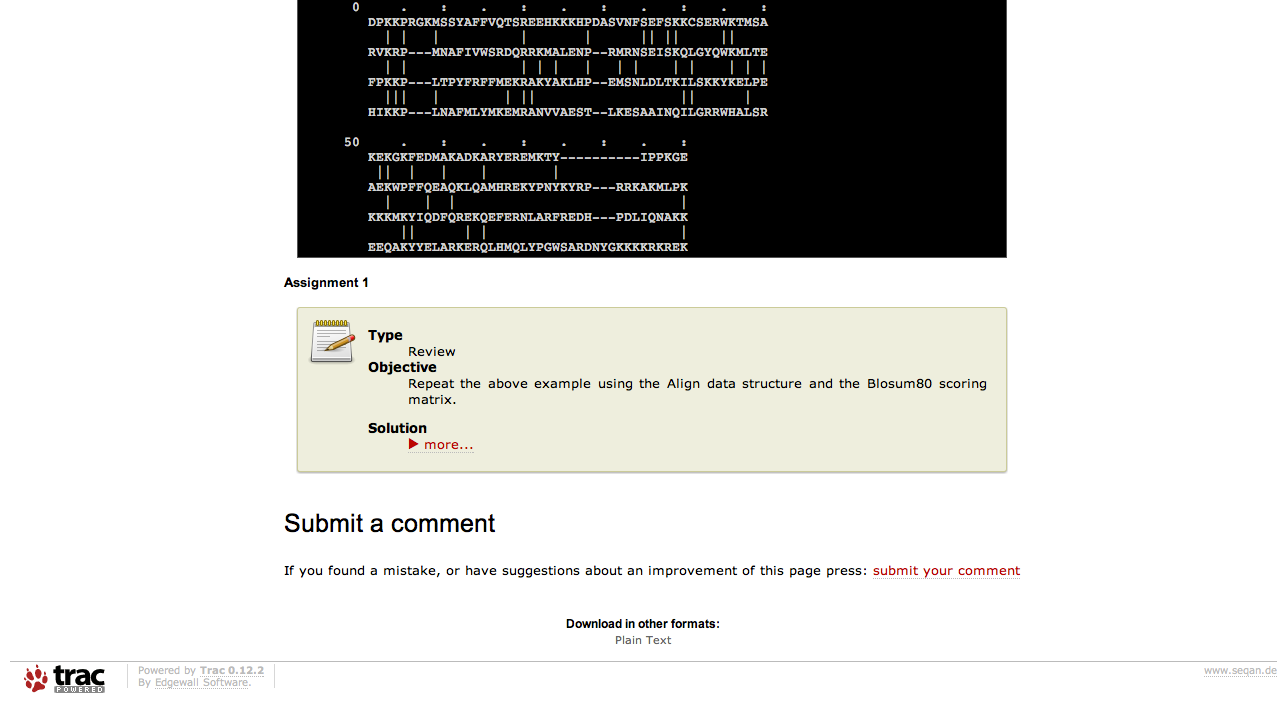 0    .    :    .    :    .    :    .    :    .    :
DPKKPRGKMSSYAFFVQTSREEHKKKHPDASVNFSEFSKKCSERWKTMSA
  | |   |          |       |      || ||     ||
RVKRP---MNAFIVWSRDQRRKMALENP--RMRNSEISKQLGYQWKMLTE
  | |              | | |   |   | |    | |    | | |
FPKKP---LTPYFRFFMEKRAKYAKLHP--EMSNLDLTKILSKKYKELPE
  |||   |        | ||                  ||      |
HIKKP---LNAFMLYMKEMRANVVAEST--LKESAAINQILGRRWHALSR
50    .    :    .    :    .    :    .    :
KEKGKFEDMAKADKARYEREMKTY----------IPPKGE
 ||  |   |    |        |
AEKWPFFQEAQKLQAMHREKYPNYKYRP---RRKAKMLPK
  |    |  |                            |
KKKMKYIQDFQREKQEFERNLARFREDH---PDLIQNAKK
    ||      | |                        |
EEQAKYYELARKERQLHMQLYPGWSARDNYGKKKKRKREK
Assignment 1
Type
Review
Objective
Repeat the above example using the Align data structure and the Blosum80 scoring
matrix.
Solution
▶ more...
Submit a comment
If you found a mistake, or have suggestions about an improvement of this page press: submit your comment
Download in other formats:
Plain Text
trac
POWERED
Powered by Trac 0.12.2
By Edgewall Software.
www.seqan.de